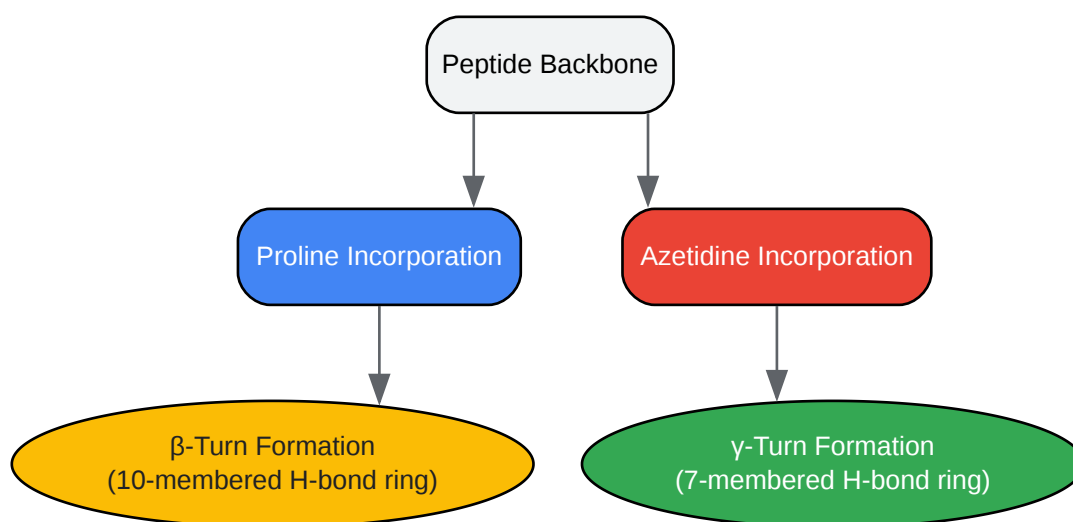 Peptide Backbone
Proline Incorporation
Azetidine Incorporation
β-Turn Formation
(10-membered H-bond ring)
γ-Turn Formation
(7-membered H-bond ring)